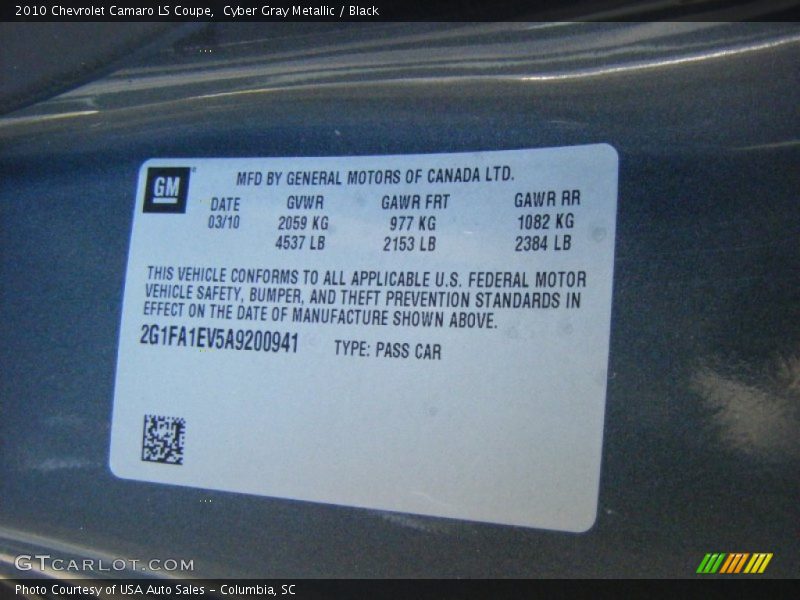 2010 Chevrolet Camaro LS Coupe,  Cyber Gray Metallic / Black
GM
MFD BY GENERAL MOTORS OF CANADA LTD.
DATE GVWR GAWR FRT GAWR RR
03/10 2059 KG 977 KG 1082 KG
4537 LB 2153 LB 2384 LB
THIS VEHICLE CONFORMS TO ALL APPLICABLE U.S. FEDERAL MOTOR
VEHICLE SAFETY, BUMPER, AND THEFT PREVENTION STANDARDS IN
EFFECT ON THE DATE OF MANUFACTURE SHOWN ABOVE.
2G1FA1EV5A9200941 TYPE: PASS CAR
GTCARLOT.COM
Photo Courtesy of USA Auto Sales - Columbia, SC